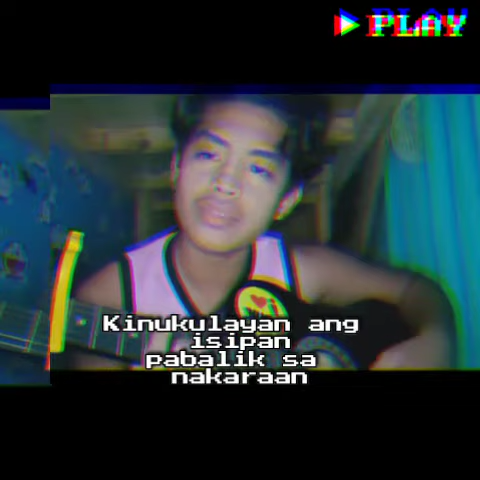 PLAY
Kinukulayan ang
isipan
pabalik sa
nakaraan